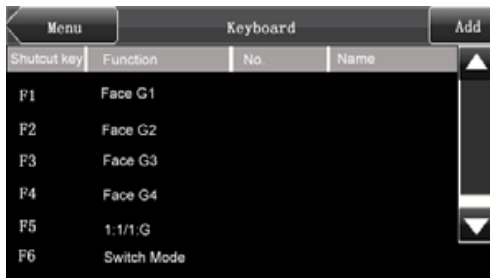 Menu Keyboard Add
Shutcut key Function No. Name
F1 Face G1
F2 Face G2
F3 Face G3
F4 Face G4
F5 1:1/1:G
F6 Switch Mode